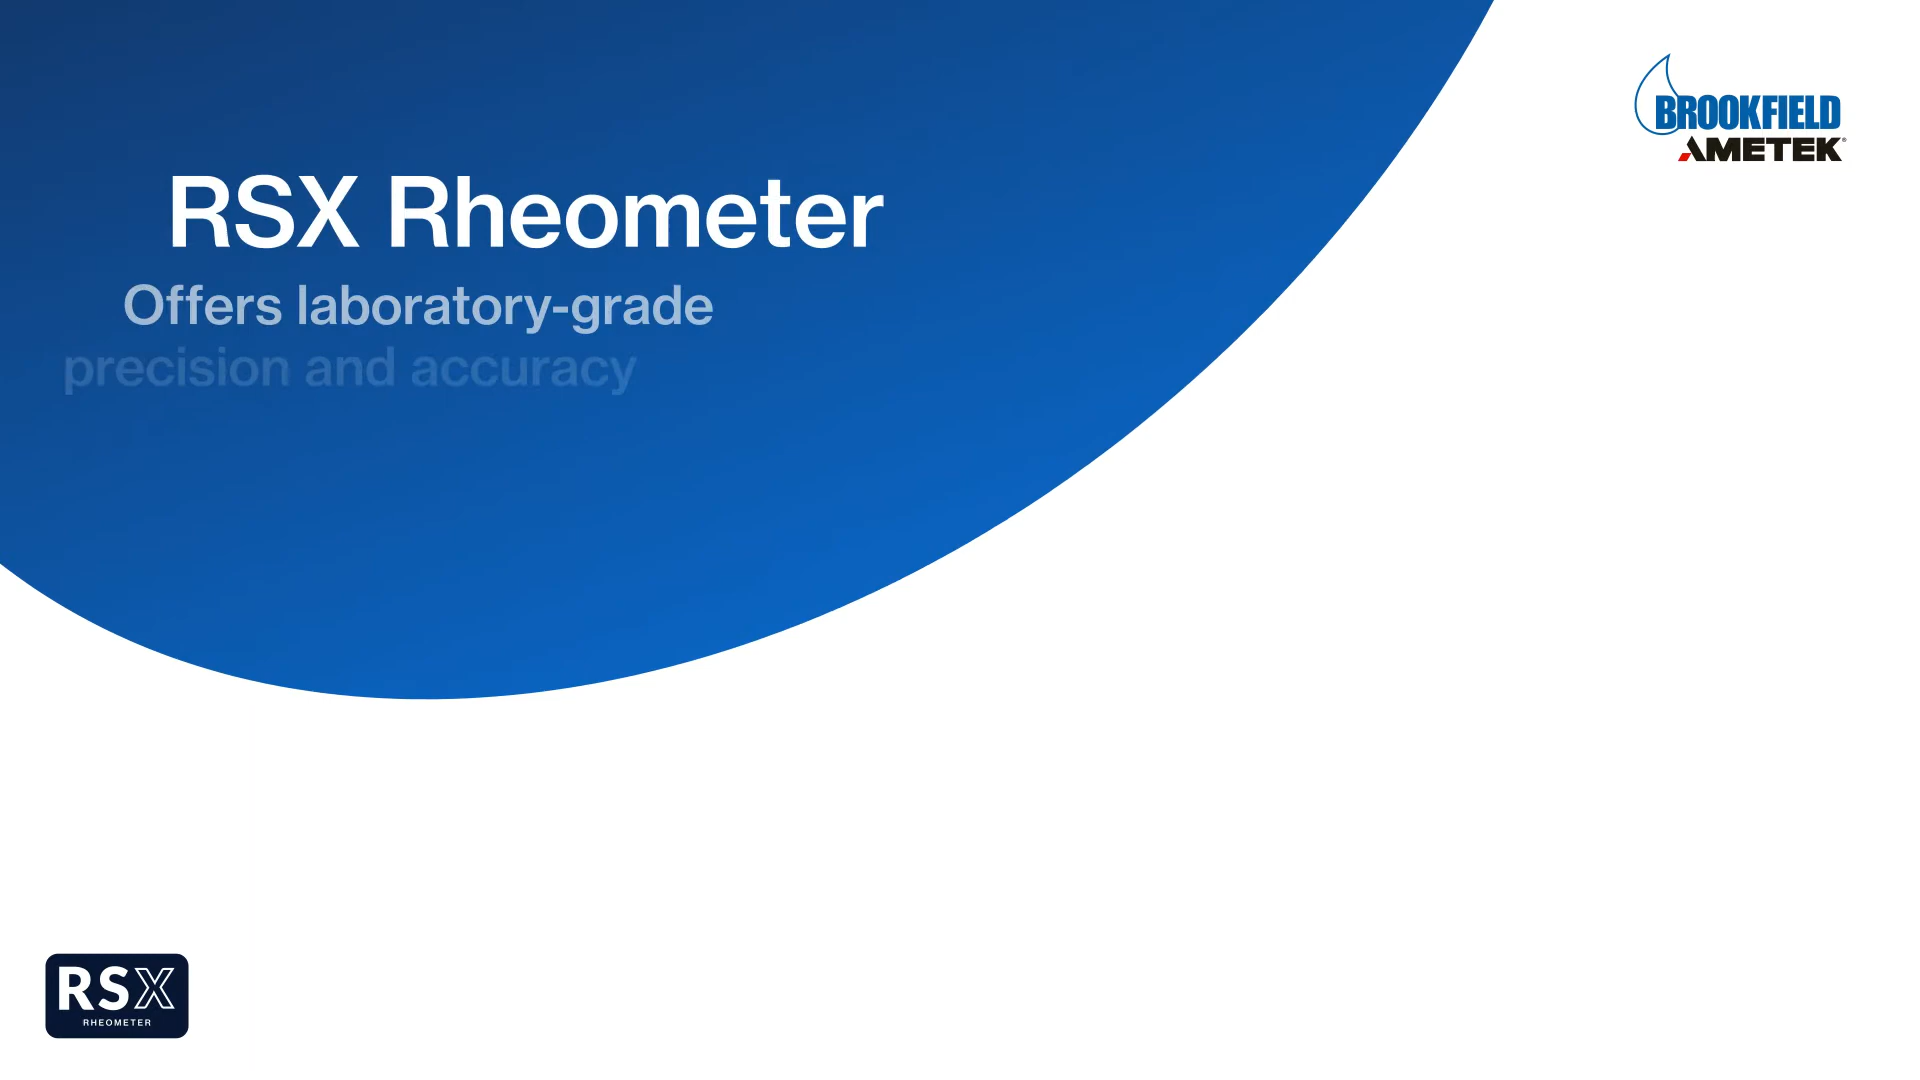 RSX Rheometer
Offers laboratory-grade
precision and accuracy
BROOKFIELD
AMETEK®
RSX
RHEOMETER